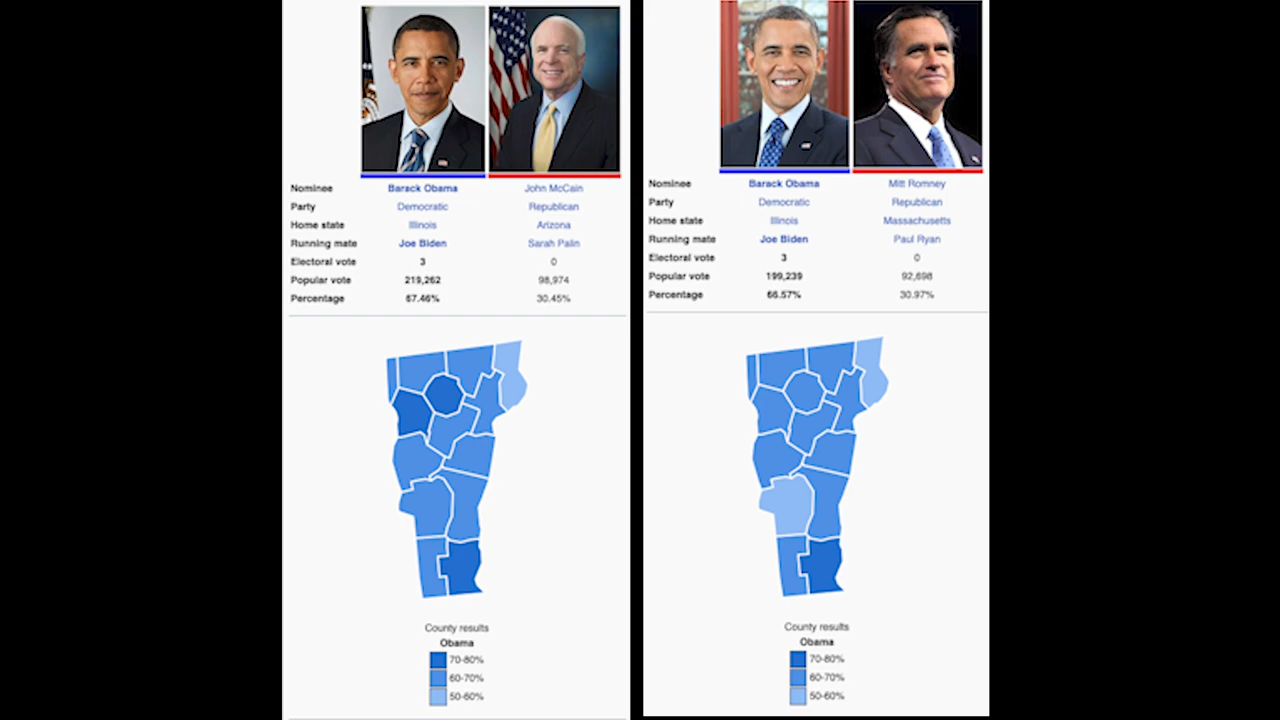 Nominee Barack Obama John McCain
Party Democratic Republican
Home state Illinois Arizona
Running mate Joe Biden Sarah Palin
Electoral vote 3 0
Popular vote 219,262 98,974
Percentage 67.46% 30.45%
County results
Obama
70-80%
60-70%
50-60%
Nominee Barack Obama Mitt Romney
Party Democratic Republican
Home state Illinois Massachusetts
Running mate Joe Biden Paul Ryan
Electoral vote 3 0
Popular vote 199,239 92,698
Percentage 66.57% 30.97%
County results
Obama
70-80%
60-70%
50-60%